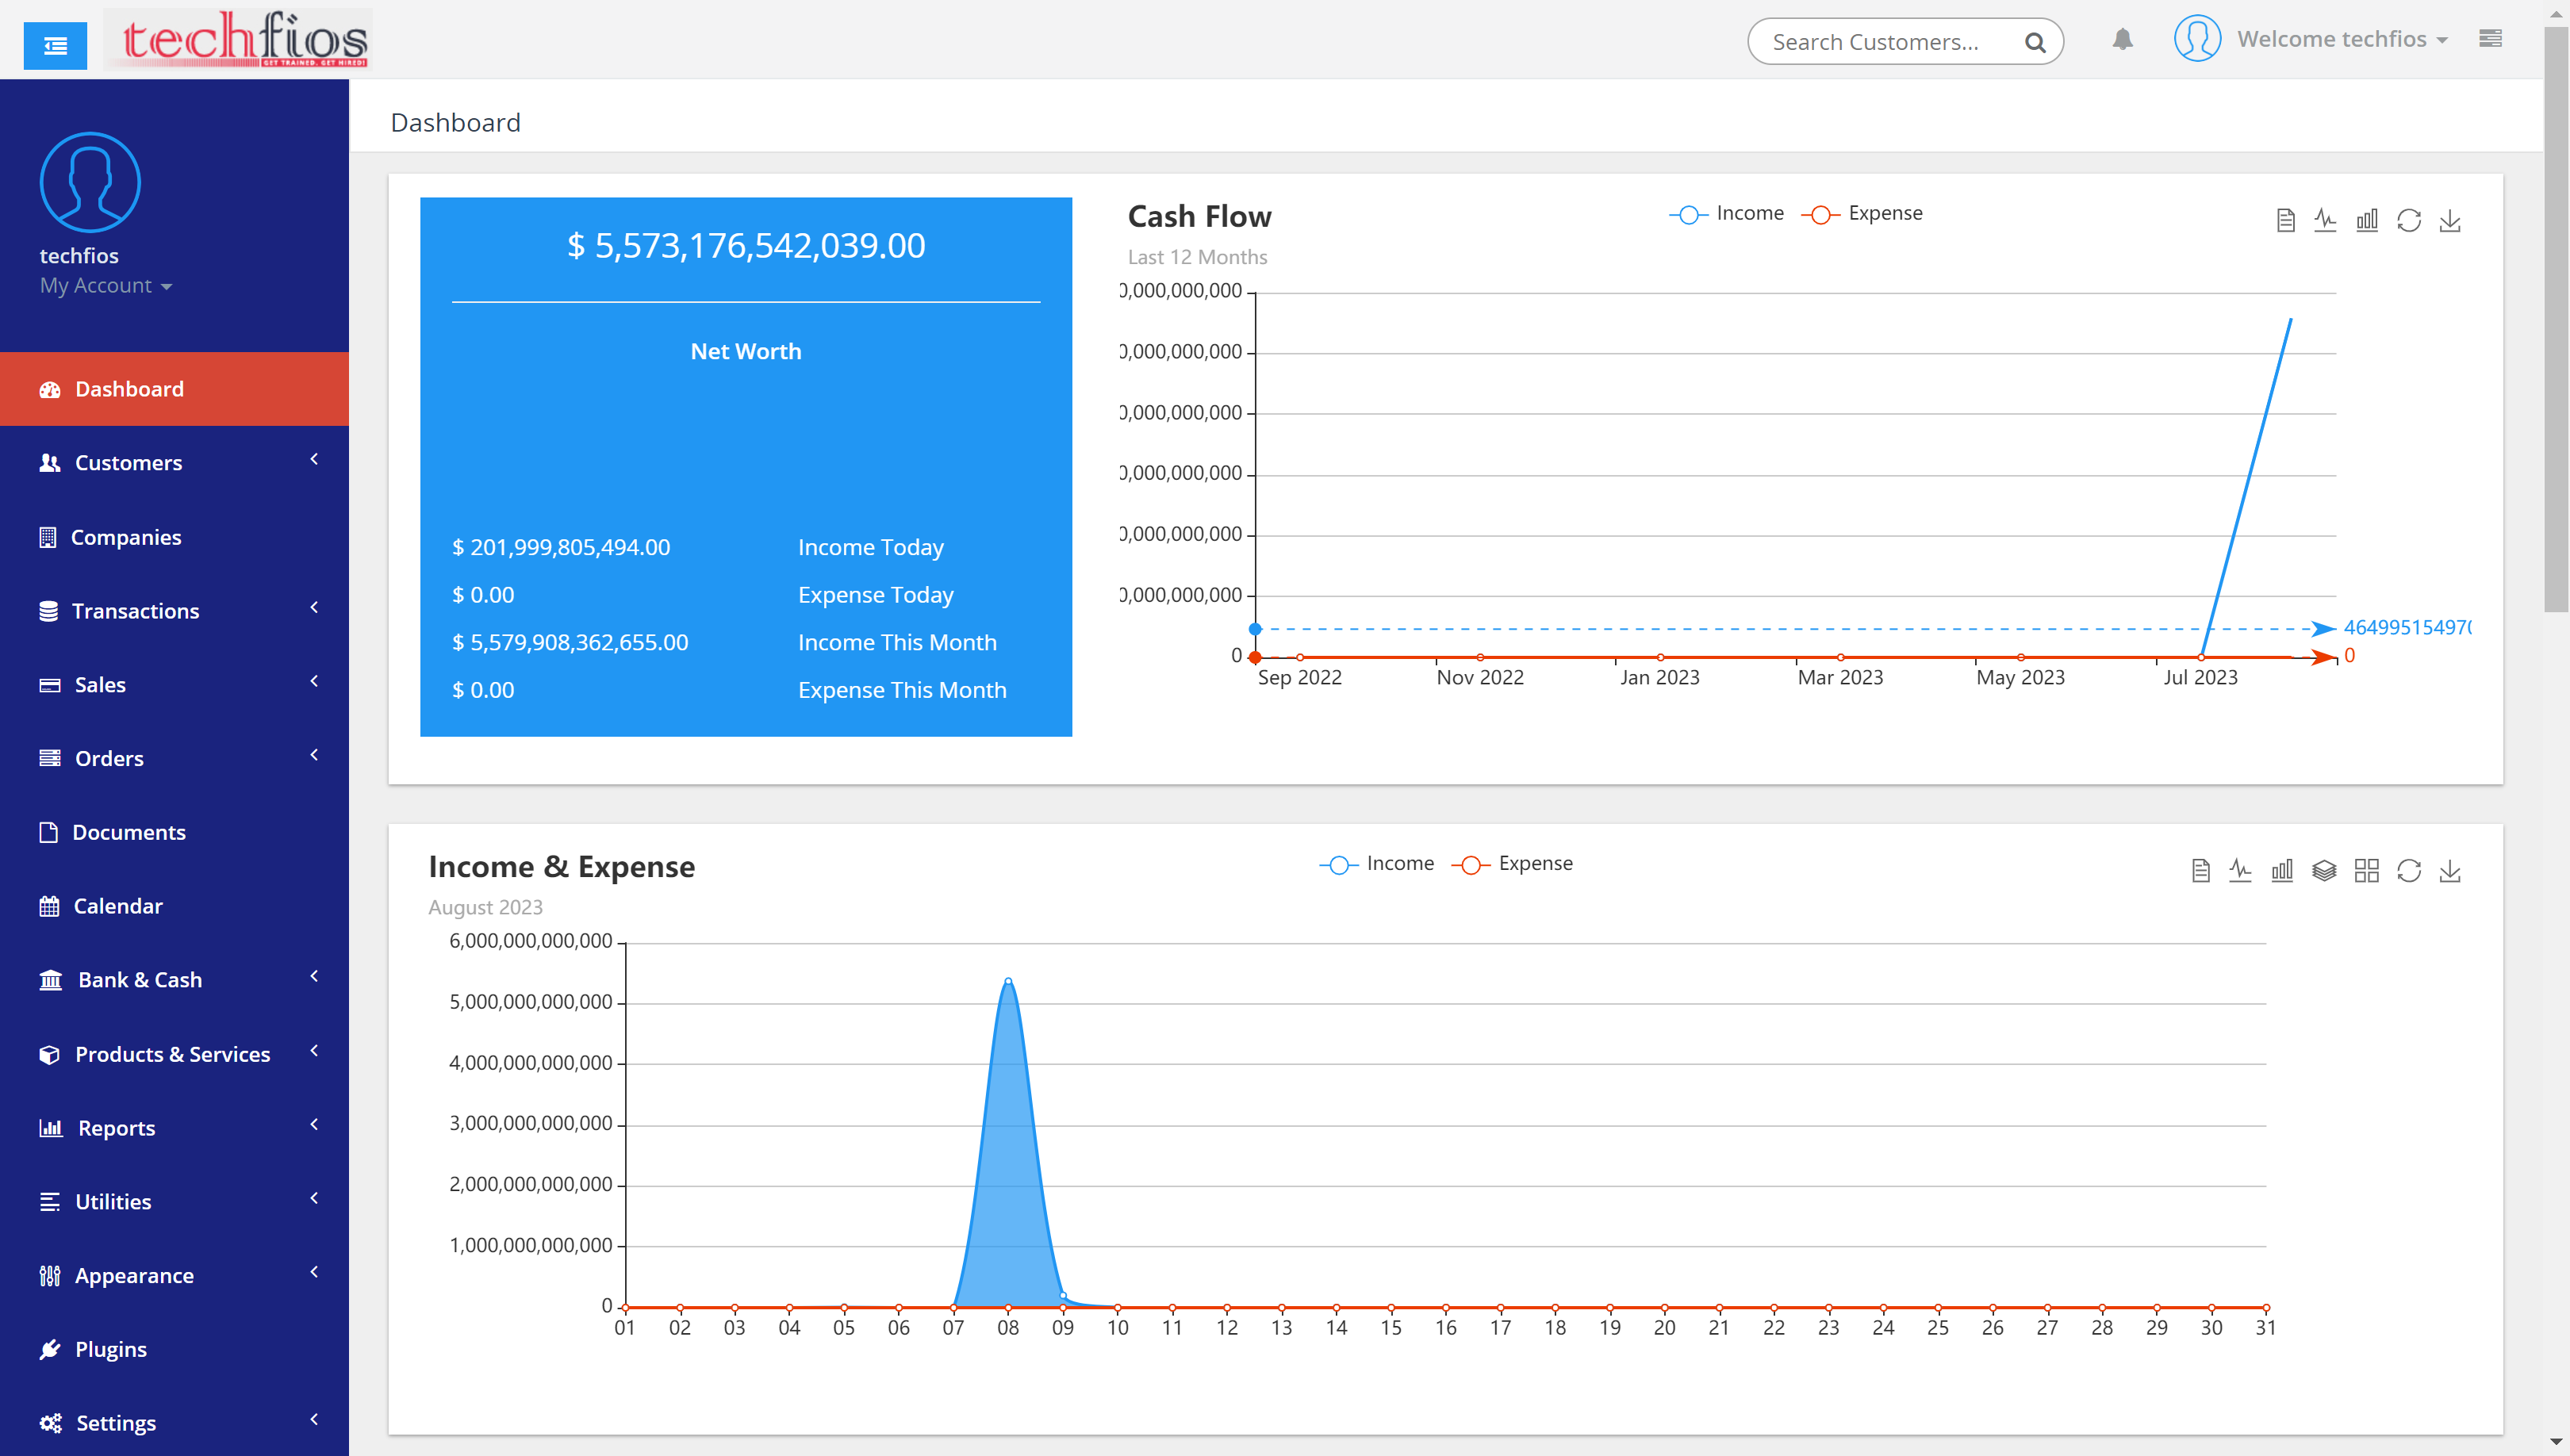 techfios
GET TRAINED. GET HIRED!
Search Customers...
Welcome techfios
techfios
My Account
Dashboard
Customers
Companies
Transactions
Sales
Orders
Documents
Calendar
Bank & Cash
Products & Services
Reports
Utilities
Appearance
Plugins
Settings
Dashboard
$ 5,573,176,542,039.00
Net Worth
$ 201,999,805,494.00 Income Today
$ 0.00 Expense Today
$ 5,579,908,362,655.00 Income This Month
$ 0.00 Expense This Month
Cash Flow
Last 12 Months
Income Expense
0,000,000,000
0,000,000,000
0,000,000,000
0,000,000,000
0,000,000,000
0,000,000,000
464995154970
0
0
Sep 2022 Nov 2022 Jan 2023 Mar 2023 May 2023 Jul 2023
Income & Expense
August 2023
Income Expense
6,000,000,000,000
5,000,000,000,000
4,000,000,000,000
3,000,000,000,000
2,000,000,000,000
1,000,000,000,000
0
01 02 03 04 05 06 07 08 09 10 11 12 13 14 15 16 17 18 19 20 21 22 23 24 25 26 27 28 29 30 31